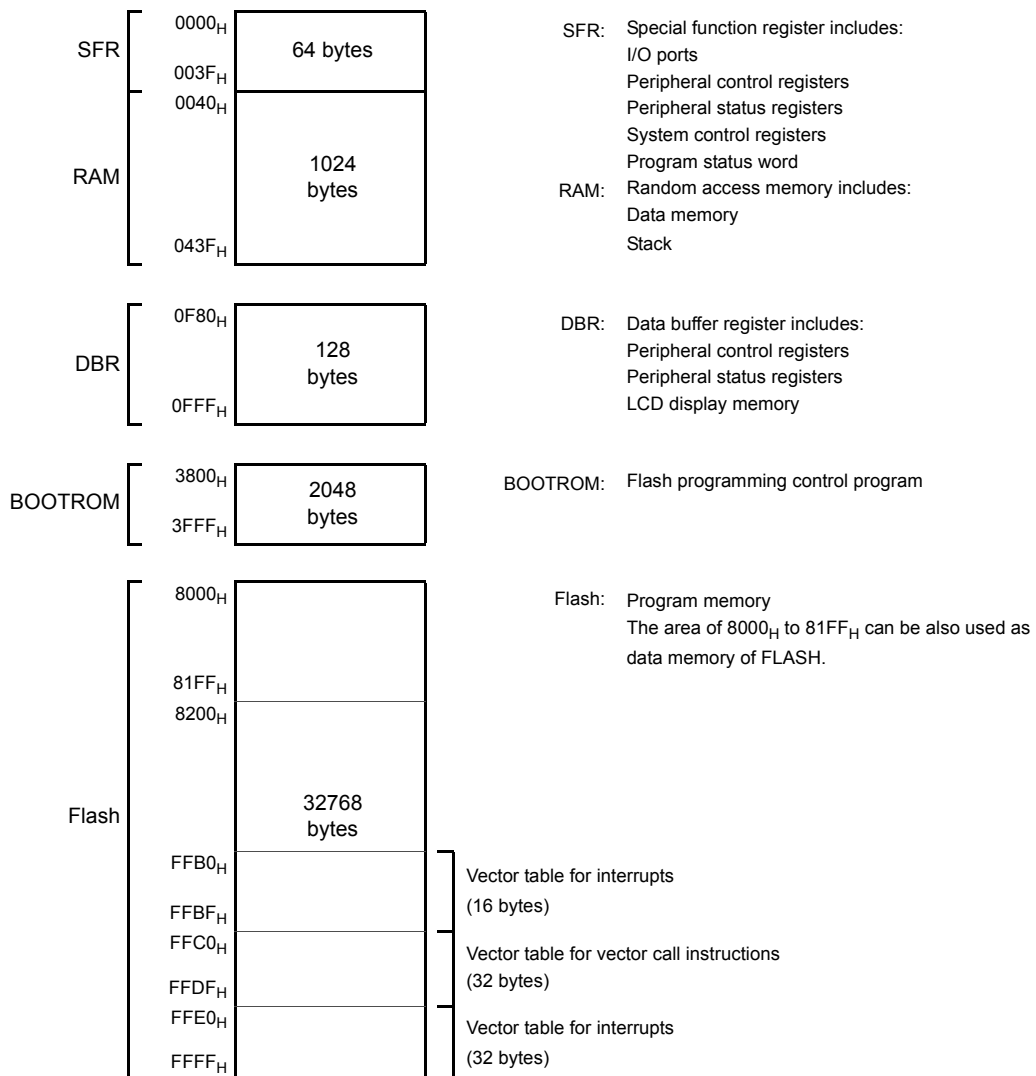 SFR
0000H
003FH
64 bytes
SFR: Special function register includes:
I/O ports
Peripheral control registers
Peripheral status registers
System control registers
Program status word
RAM
0040H
043FH
1024
bytes
RAM: Random access memory includes:
Data memory
Stack
DBR
0F80H
0FFFH
128
bytes
DBR: Data buffer register includes:
Peripheral control registers
Peripheral status registers
LCD display memory
BOOTROM
3800H
3FFFH
2048
bytes
BOOTROM: Flash programming control program
Flash
8000H
81FFH
8200H
32768
bytes
Flash: Program memory
The area of 8000H to 81FFH can be also used as
data memory of FLASH.
FFB0H
FFBFH
Vector table for interrupts
(16 bytes)
FFC0H
FFDFH
Vector table for vector call instructions
(32 bytes)
FFE0H
FFFFH
Vector table for interrupts
(32 bytes)